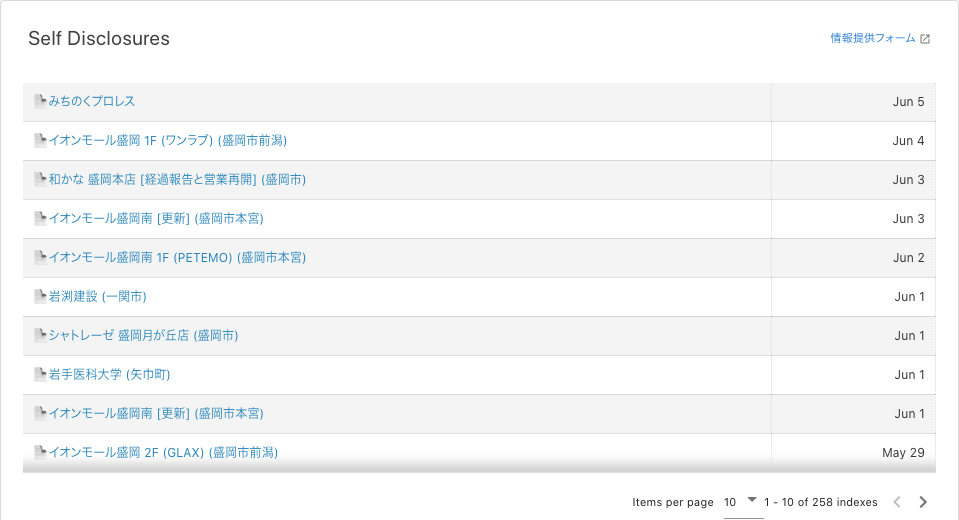 Self Disclosures
情報提供フォーム
みちのくプロレス Jun 5
イオンモール盛岡 1F (ワンラブ) (盛岡市前潟) Jun 4
和かな 盛岡本店 [経過報告と営業再開] (盛岡市) Jun 3
イオンモール盛岡南 [更新] (盛岡市本宮) Jun 3
イオンモール盛岡南 1F (PETEMO) (盛岡市本宮) Jun 2
岩渕建設 (一関市) Jun 1
シャトレーゼ 盛岡月が丘店 (盛岡市) Jun 1
岩手医科大学 (矢巾町) Jun 1
イオンモール盛岡南 [更新] (盛岡市本宮) Jun 1
イオンモール盛岡 2F (GLAX) (盛岡市前潟) May 29
Items per page 10 1 - 10 of 258 indexes